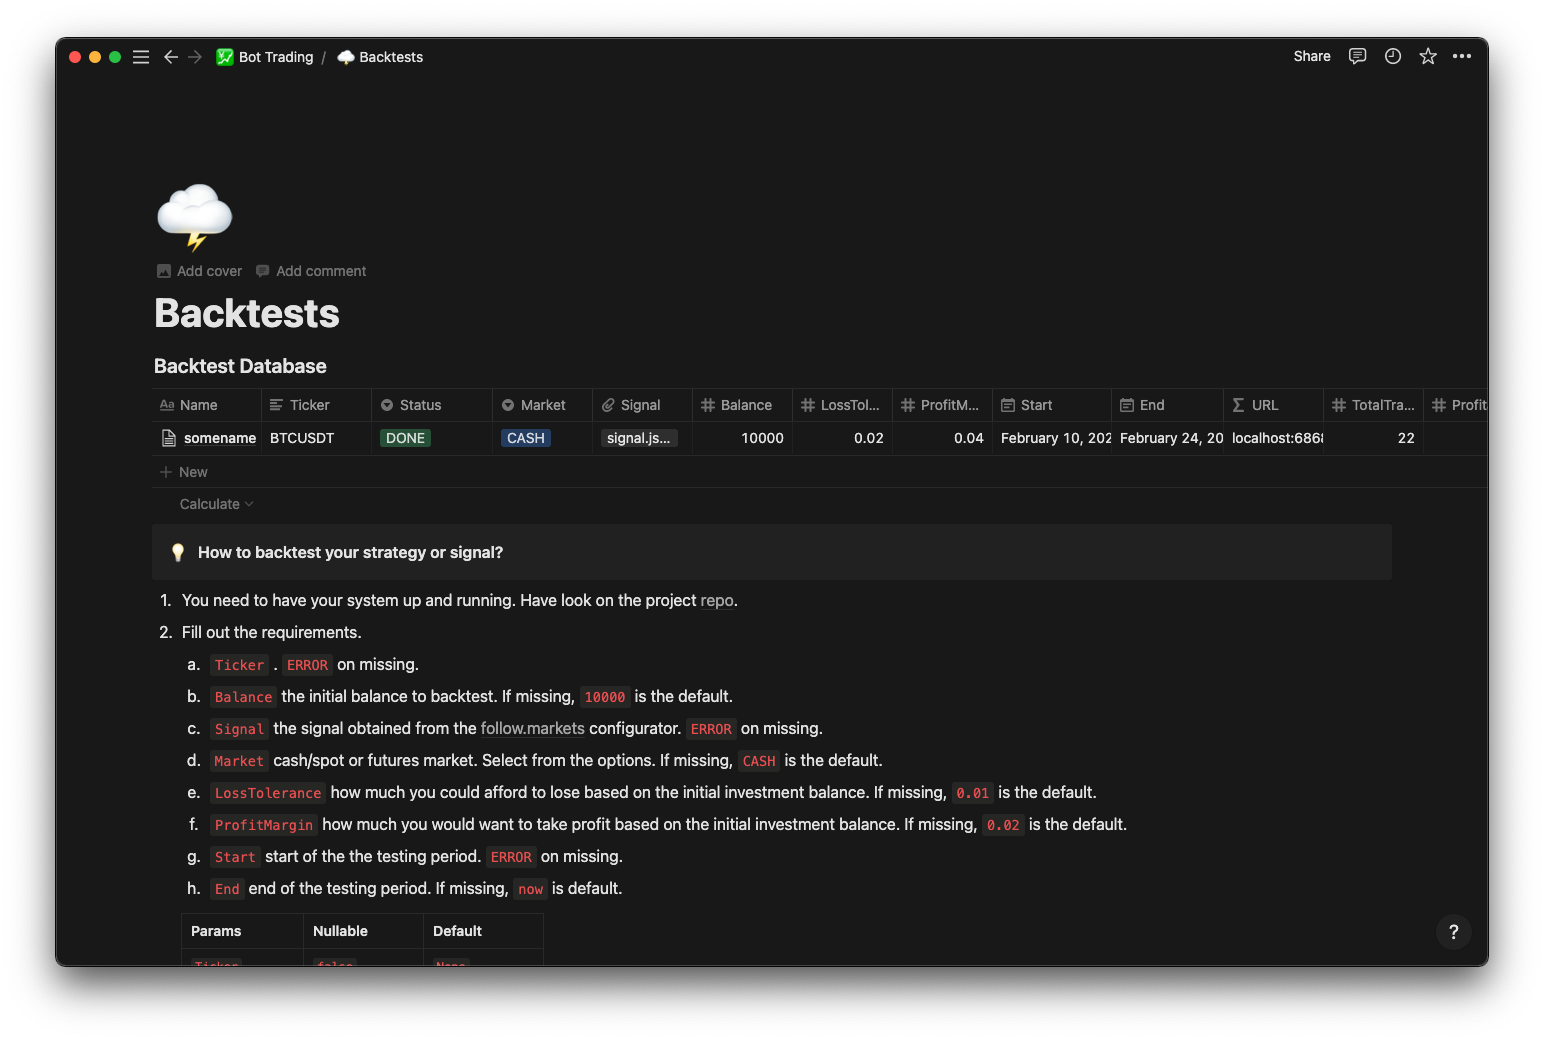 Bot Trading / Backtests
Share
Add cover Add comment
Backtests
Backtest Database
Aa Name Ticker Status Market Signal Balance LossTol... ProfitM... Start End URL TotalTra... Profit
somename BTCUSDT DONE CASH signal.js... 10000 0.02 0.04 February 10, 202 February 24, 20 localhost:6868 22
New
Calculate
How to backtest your strategy or signal?
1. You need to have your system up and running. Have look on the project repo.
2. Fill out the requirements.
a. Ticker . ERROR on missing.
b. Balance the initial balance to backtest. If missing, 10000 is the default.
c. Signal the signal obtained from the follow.markets configurator. ERROR on missing.
d. Market cash/spot or futures market. Select from the options. If missing, CASH is the default.
e. LossTolerance how much you could afford to lose based on the initial investment balance. If missing, 0.01 is the default.
f. ProfitMargin how much you would want to take profit based on the initial investment balance. If missing, 0.02 is the default.
g. Start start of the the testing period. ERROR on missing.
h. End end of the testing period. If missing, now is default.
Params Nullable Default
Ticker false None
?